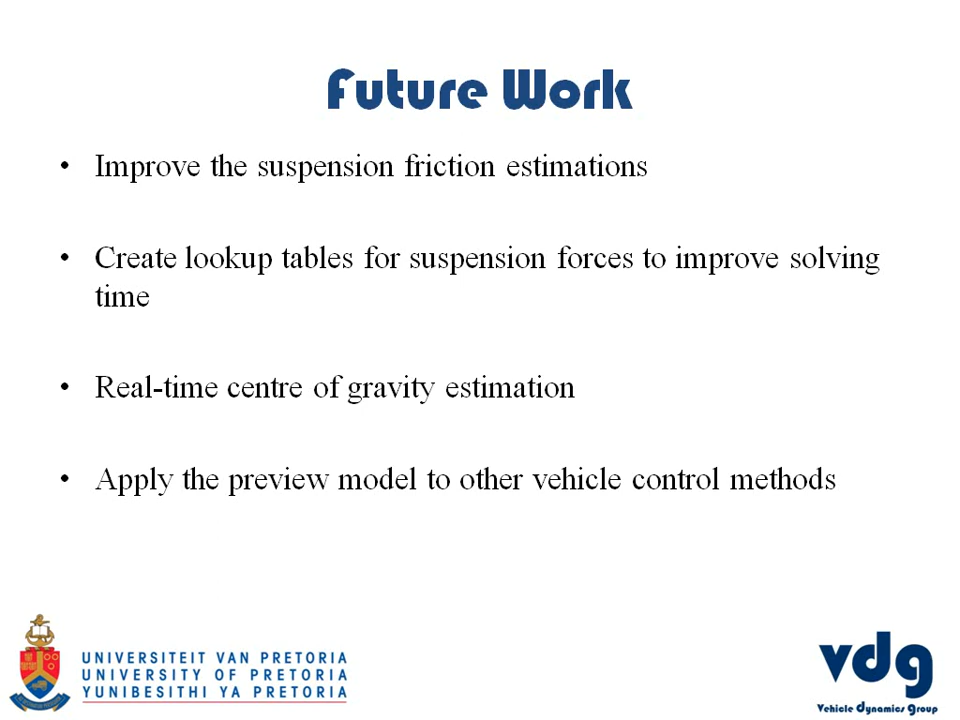 Future Work
• Improve the suspension friction estimations
• Create lookup tables for suspension forces to improve solving
time
• Real-time centre of gravity estimation
• Apply the preview model to other vehicle control methods
UNIVERSITEIT VAN PRETORIA
UNIVERSITY OF PRETORIA
YUNIBESITHI YA PRETORIA
vdg
Vehicle Dynamics Group